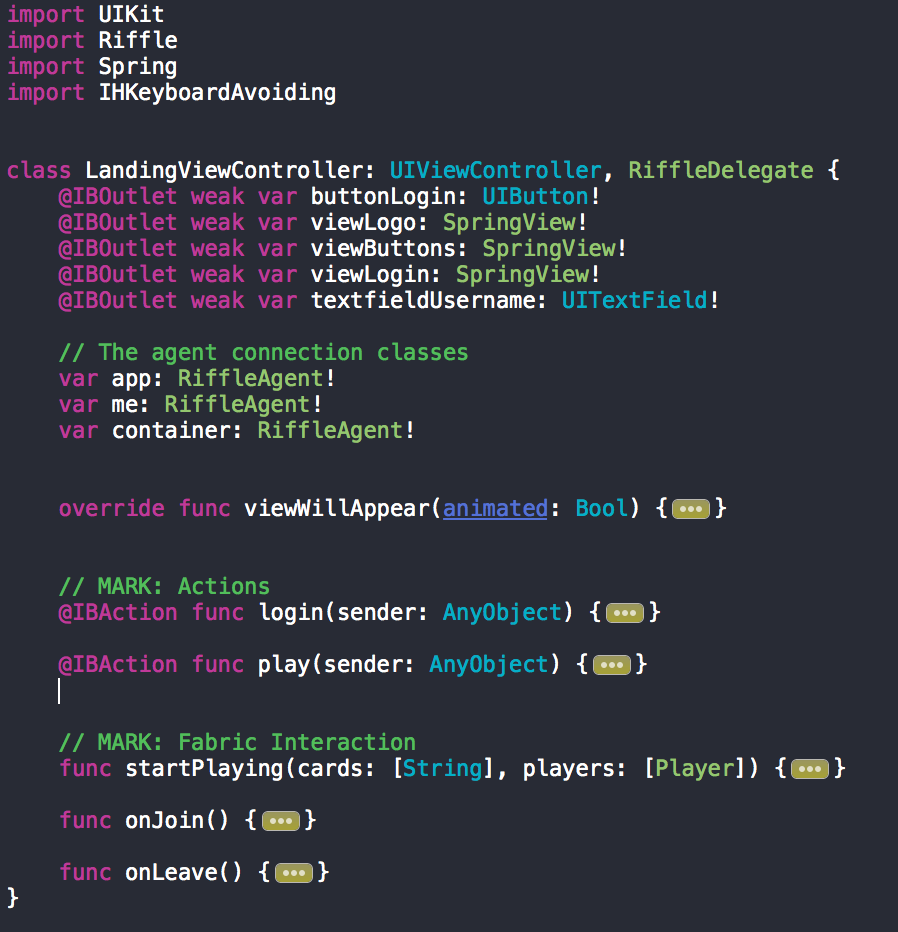 import UIKit
import Riffle
import Spring
import IHKeyboardAvoiding
class LandingViewController: UIViewController, RiffleDelegate {
@IBOutlet weak var buttonLogin: UIButton!
@IBOutlet weak var viewLogo: SpringView!
@IBOutlet weak var viewButtons: SpringView!
@IBOutlet weak var viewLogin: SpringView!
@IBOutlet weak var textfieldUsername: UITextField!
// The agent connection classes
var app: RiffleAgent!
var me: RiffleAgent!
var container: RiffleAgent!
override func viewWillAppear(animated: Bool) {•••}
// MARK: Actions
@IBAction func login(sender: AnyObject) {•••}
@IBAction func play(sender: AnyObject) {•••}
// MARK: Fabric Interaction
func startPlaying(cards: [String], players: [Player]) {•••}
func onJoin() {•••}
func onLeave() {•••}
}